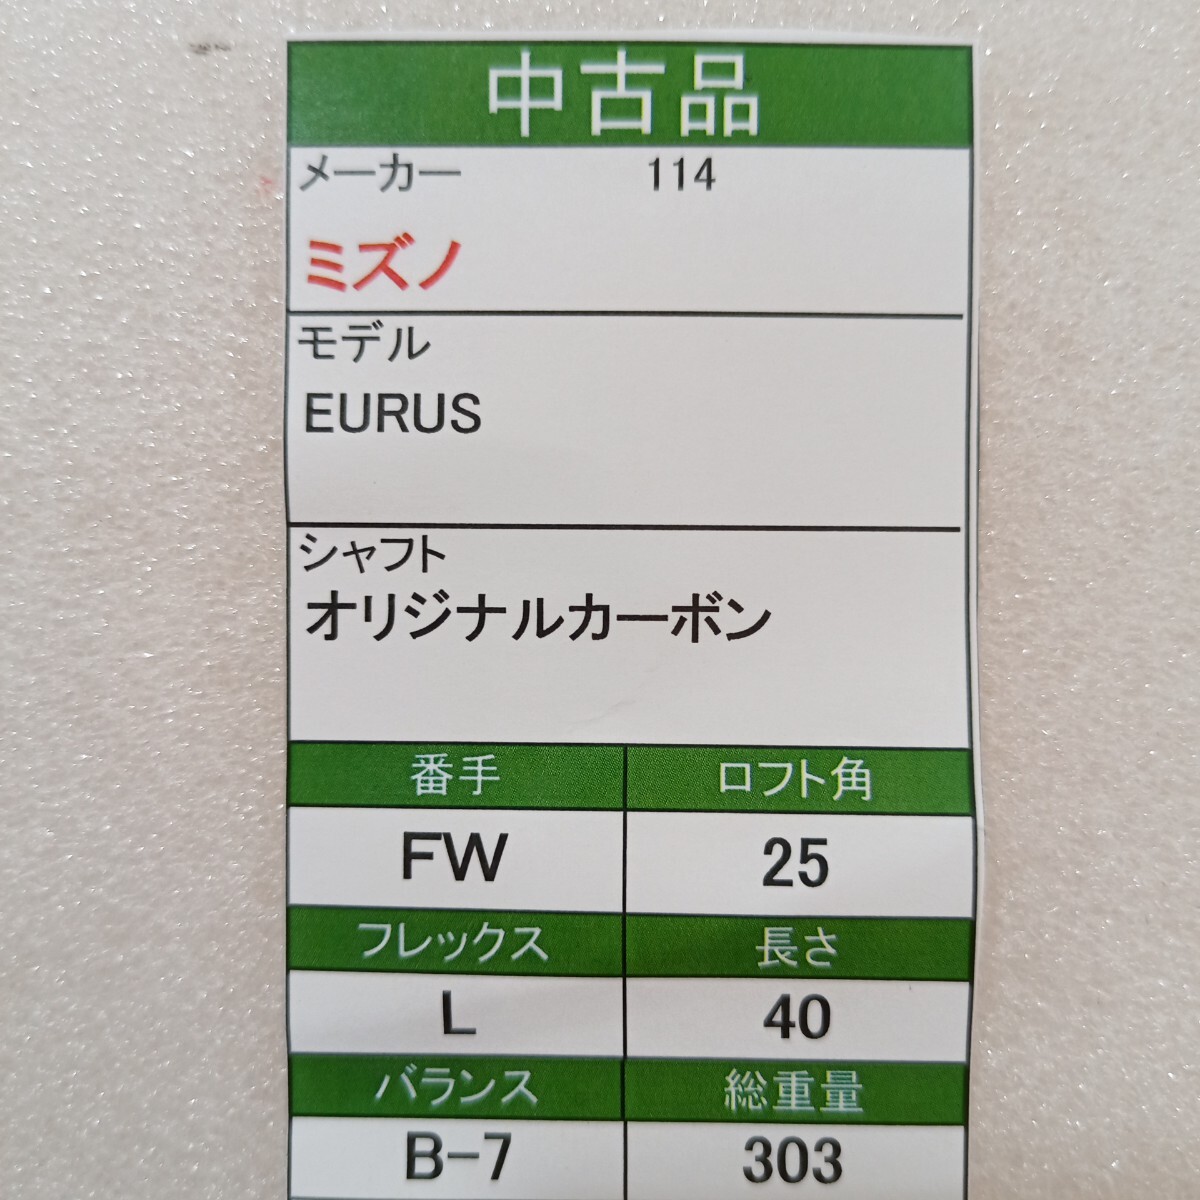 中古品
メーカー 114
ミズノ
モデル
EURUS
シャフト
オリジナルカーボン
番手 ロフト角
FW 25
フレックス 長さ
L 40
バランス 総重量
B-7 303